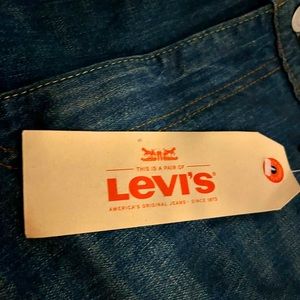 THIS IS A PAIR OF
LEVI'S
AMERICA'S ORIGINAL JEANS - SINCE 1873